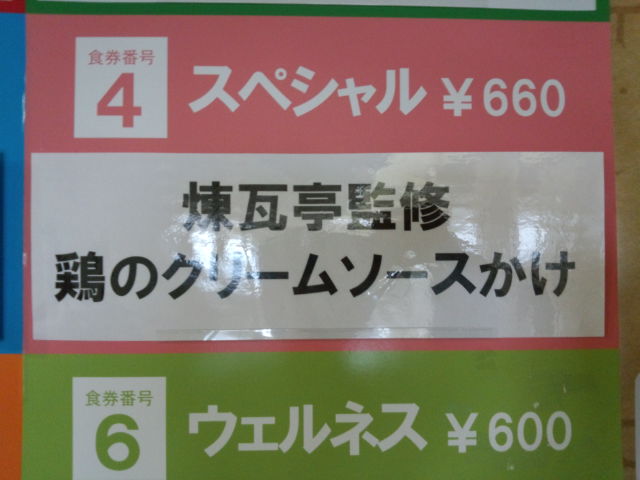 食券番号
4
スペシャル ¥660
煉瓦亭監修
鶏のクリームソースかけ
食券番号
6
ウェルネス ¥600